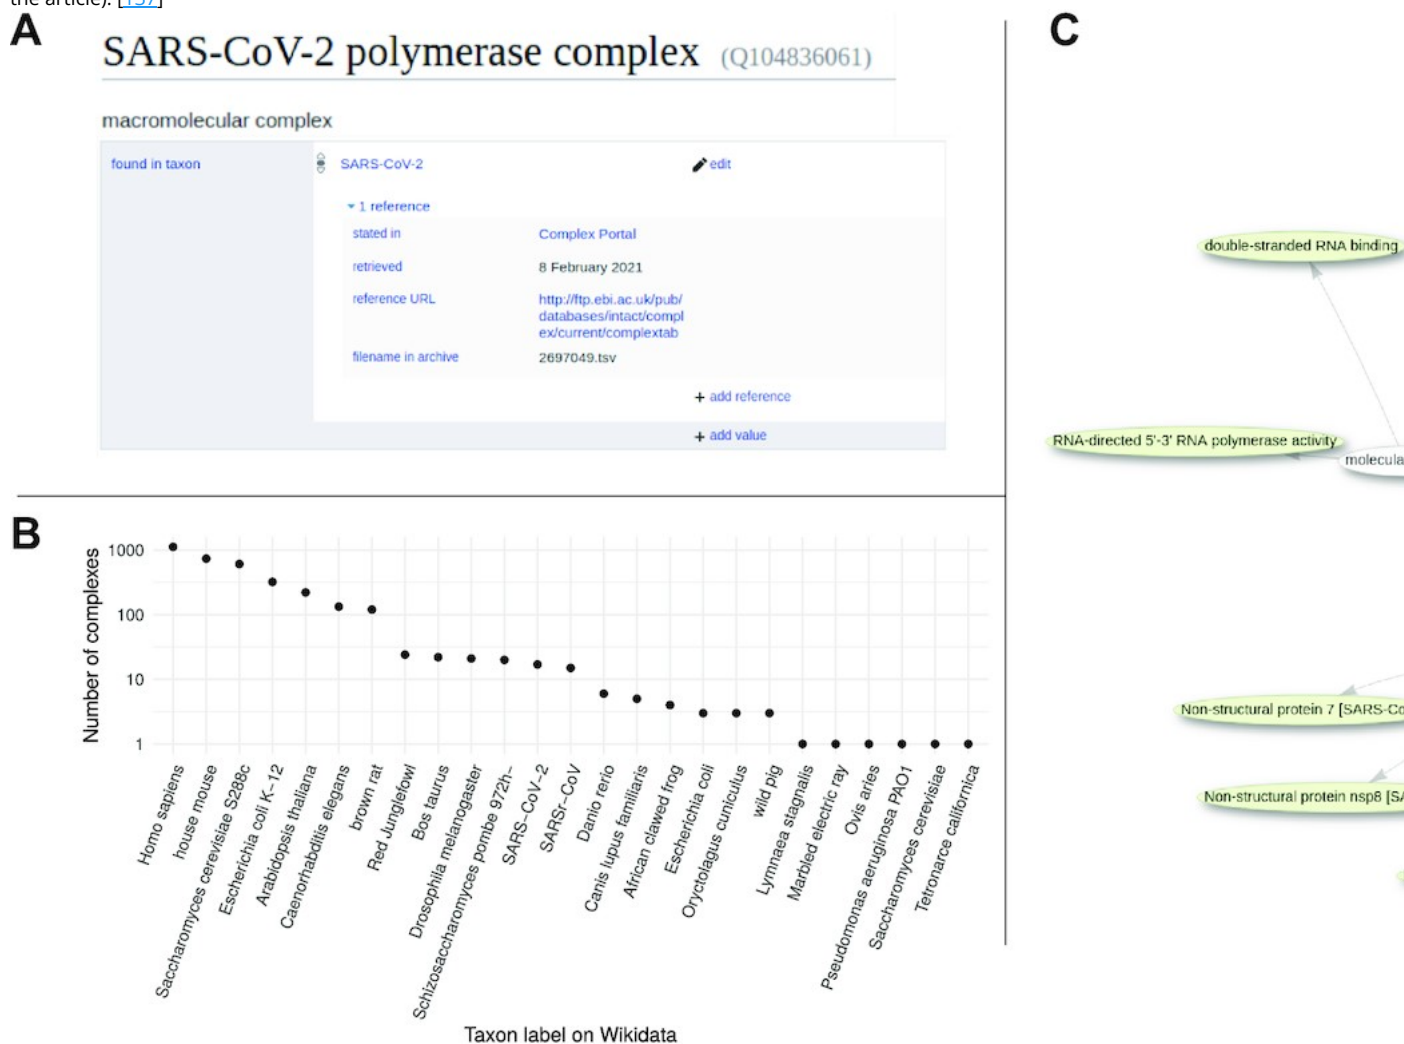 the article). [137]
A
SARS-CoV-2 polymerase complex (Q104836061)
macromolecular complex
found in taxon
SARS-CoV-2
edit
1 reference
stated in
Complex Portal
retrieved
8 February 2021
reference URL
http://ftp.ebi.ac.uk/pub/
databases/intact/compl
ex/current/complextab
filename in archive
2697049.tsv
+ add reference
+ add value
B
Number of complexes
1000
100
10
1
Homo sapiens
house mouse
Saccharomyces cerevisiae S288c
Escherichia coli K-12
Arabidopsis thaliana
Caenorhabditis elegans
brown rat
Red Junglefowl
Bos taurus
Drosophila melanogaster
Schizosaccharomyces pombe 972h-
SARS-CoV-2
SARSr-CoV
Danio rerio
Canis lupus familiaris
African clawed frog
Escherichia coli
Oryctolagus cuniculus
wild pig
Lymnaea stagnalis
Marbled electric ray
Ovis aries
Pseudomonas aeruginosa PAO1
Saccharomyces cerevisiae
Tetronarce californica
Taxon label on Wikidata
C
double-stranded RNA binding
RNA-directed 5'-3' RNA polymerase activity
molecula
Non-structural protein 7 [SARS-Co
Non-structural protein nsp8 [SA